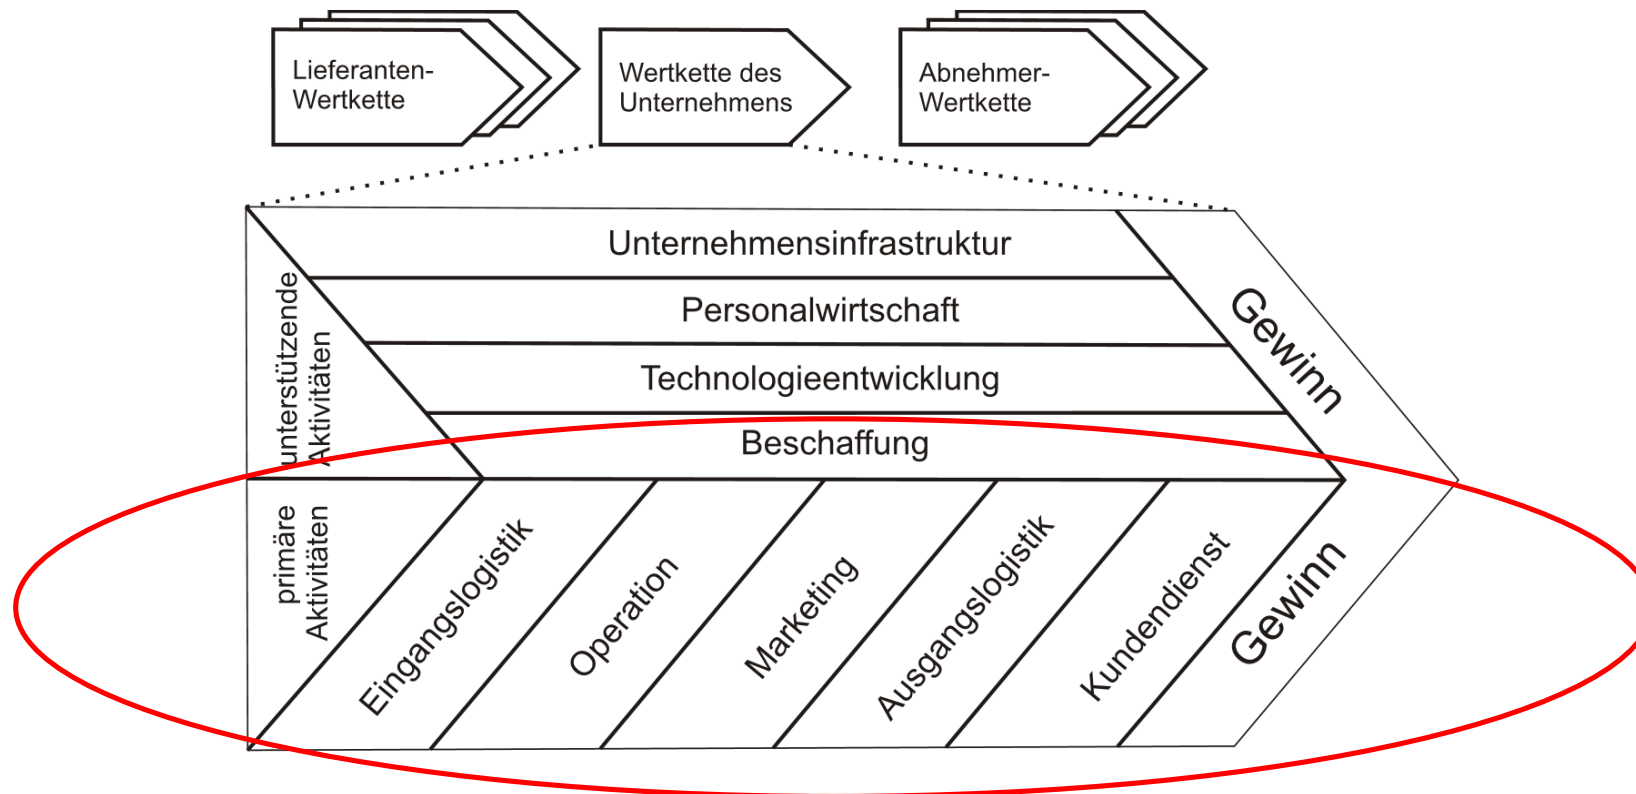 Lieferanten-
Wertkette
Wertkette des
Unternehmens
Abnehmer-
Wertkette
unterstützende
Aktivitäten
Unternehmensinfrastruktur
Personalwirtschaft
Technologieentwicklung
Beschaffung
Gewinn
primäre
Aktivitäten
Eingangslogistik
Operation
Marketing
Ausgangslogistik
Kundendienst
Gewinn